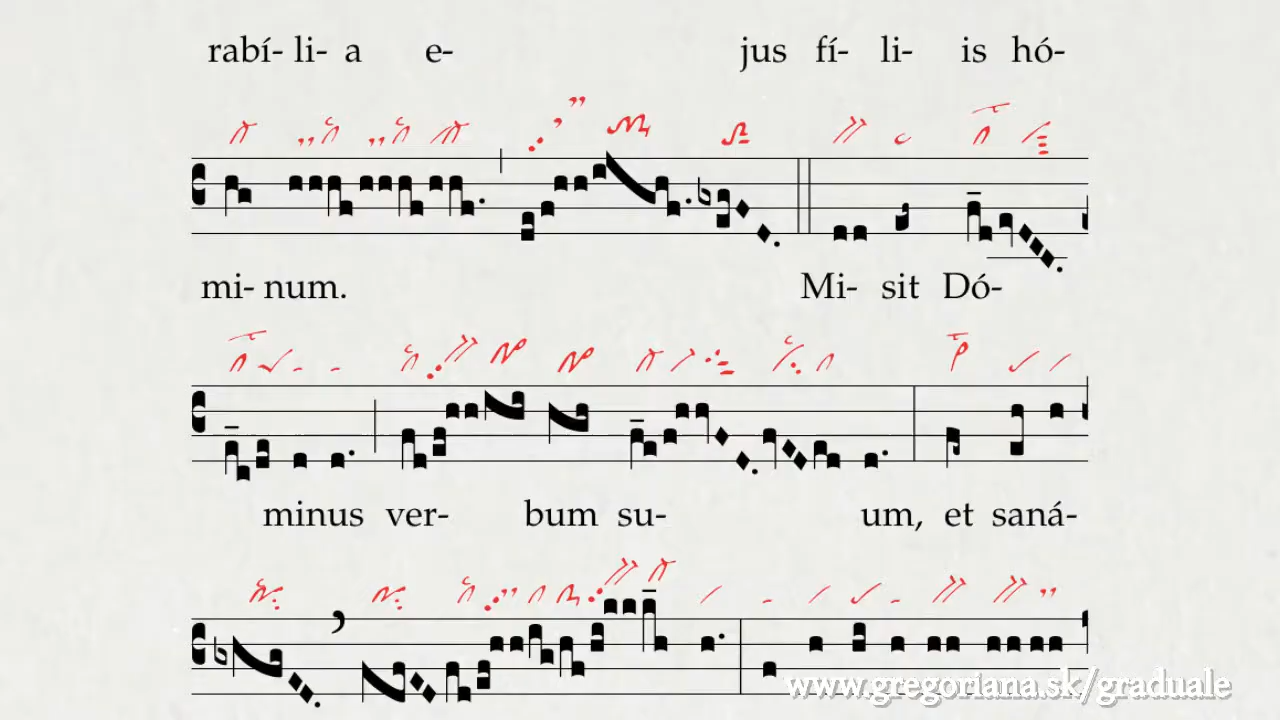 rabí- li- a e- jus fí- li- is hó-
mi- num. Mi- sit Dó-
minus ver- bum su- um, et saná-
www.gregoriana.sk/graduale